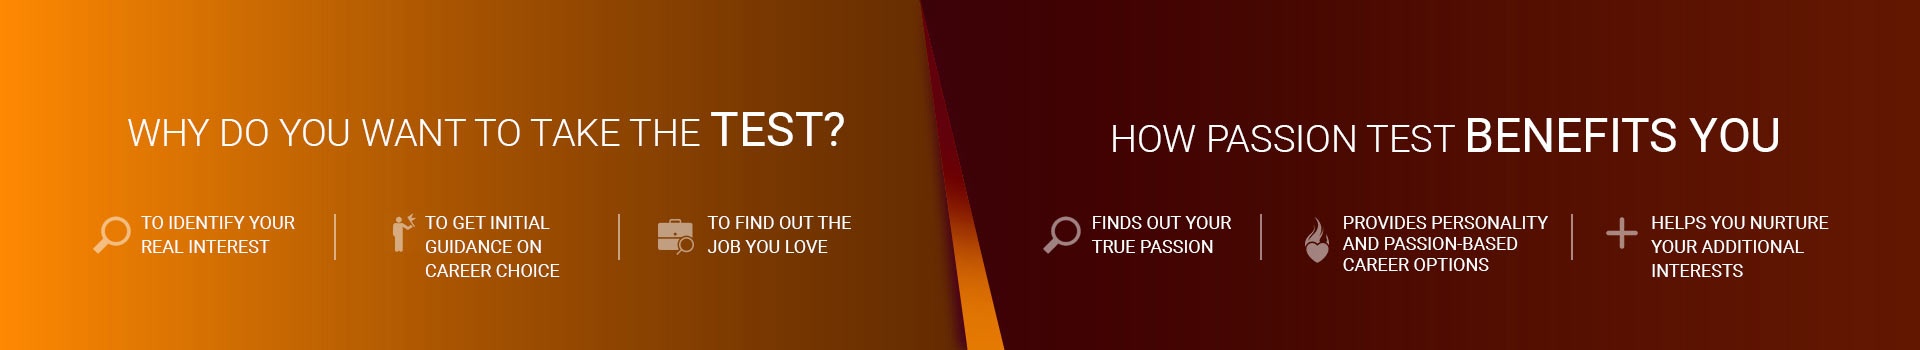 WHY DO YOU WANT TO TAKE THE TEST?
TO IDENTIFY YOUR
REAL INTEREST
TO GET INITIAL
GUIDANCE ON
CAREER CHOICE
TO FIND OUT THE
JOB YOU LOVE
HOW PASSION TEST BENEFITS YOU
FINDS OUT YOUR
TRUE PASSION
PROVIDES PERSONALITY
AND PASSION-BASED
CAREER OPTIONS
HELPS YOU NURTURE
YOUR ADDITIONAL
INTERESTS